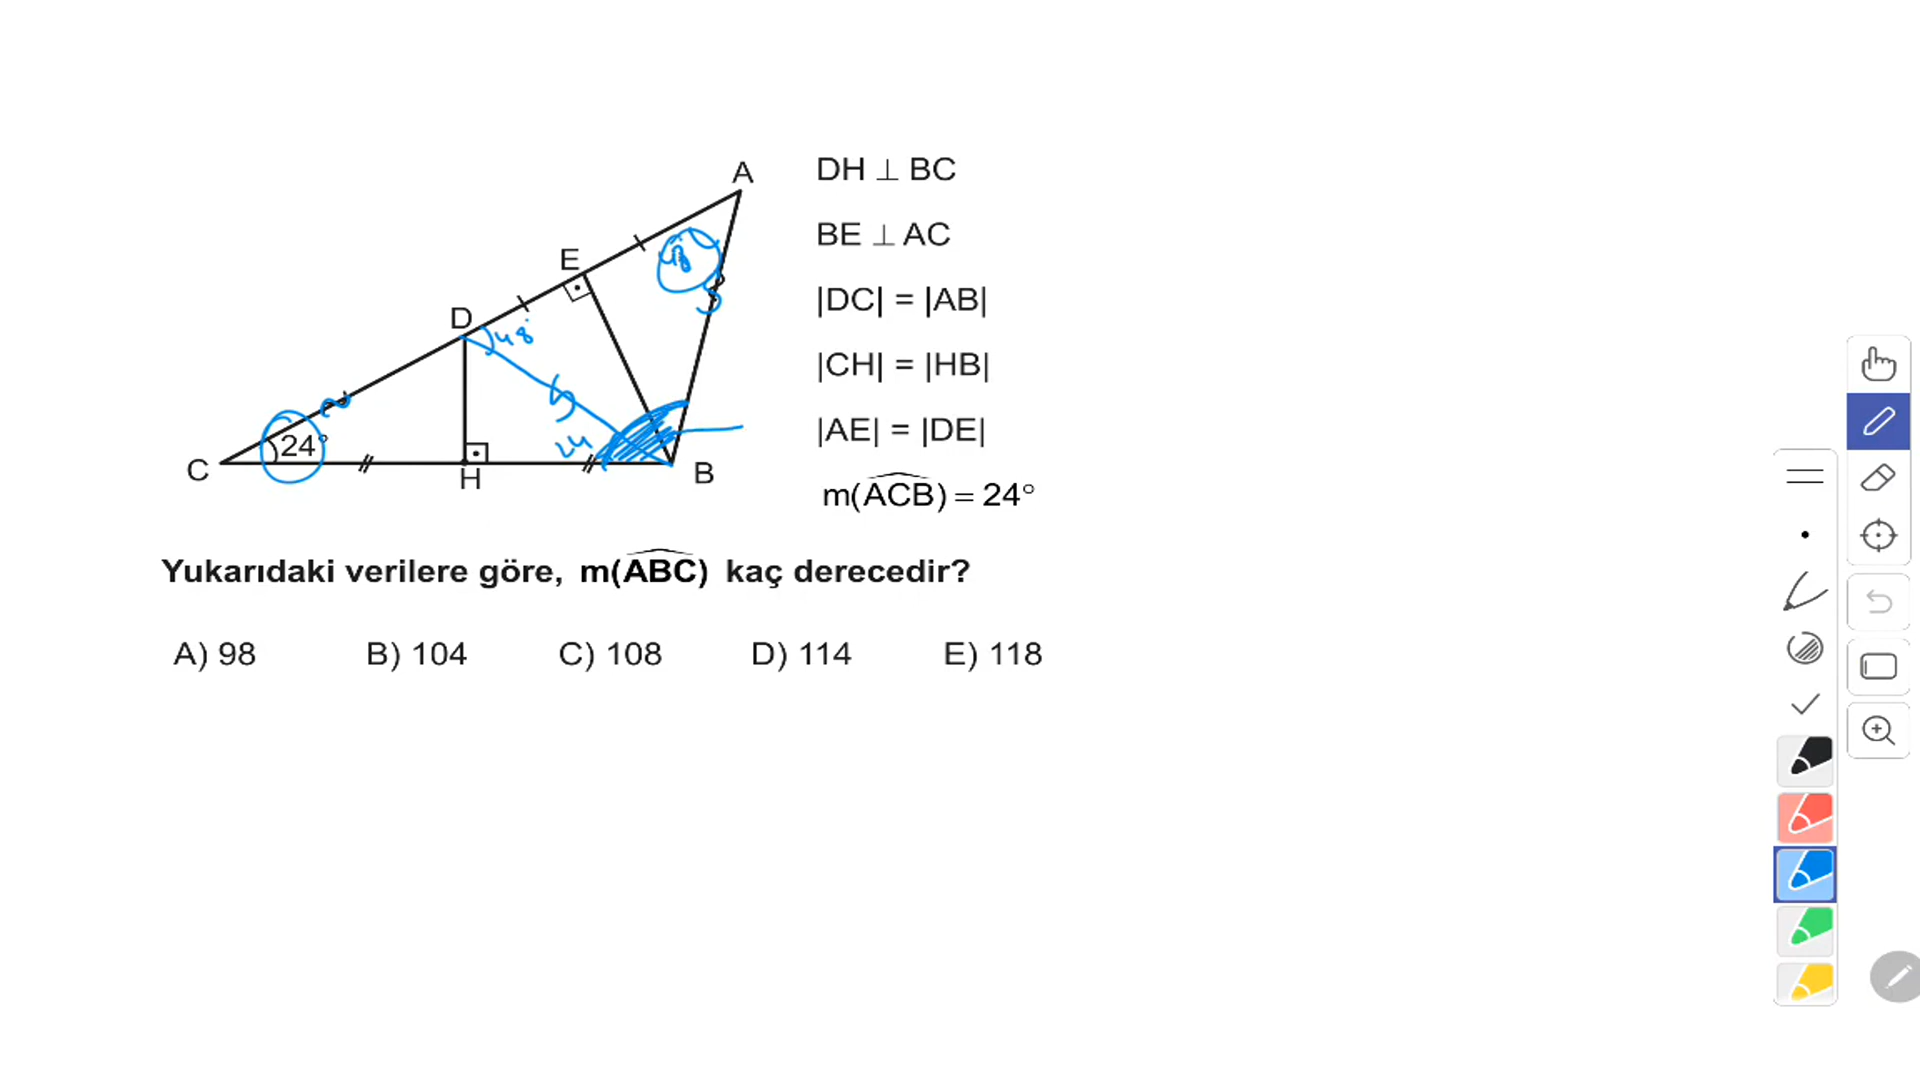 A
DH ⊥ BC
E
BE ⊥ AC
48
D
48°
|DC| = |AB|
|CH| = |HB|
24°
24
|AE| = |DE|
C
H
B
m(ACB) = 24°
Yukarıdaki verilere göre, m(ABC) kaç derecedir?
A) 98 B) 104 C) 108 D) 114 E) 118